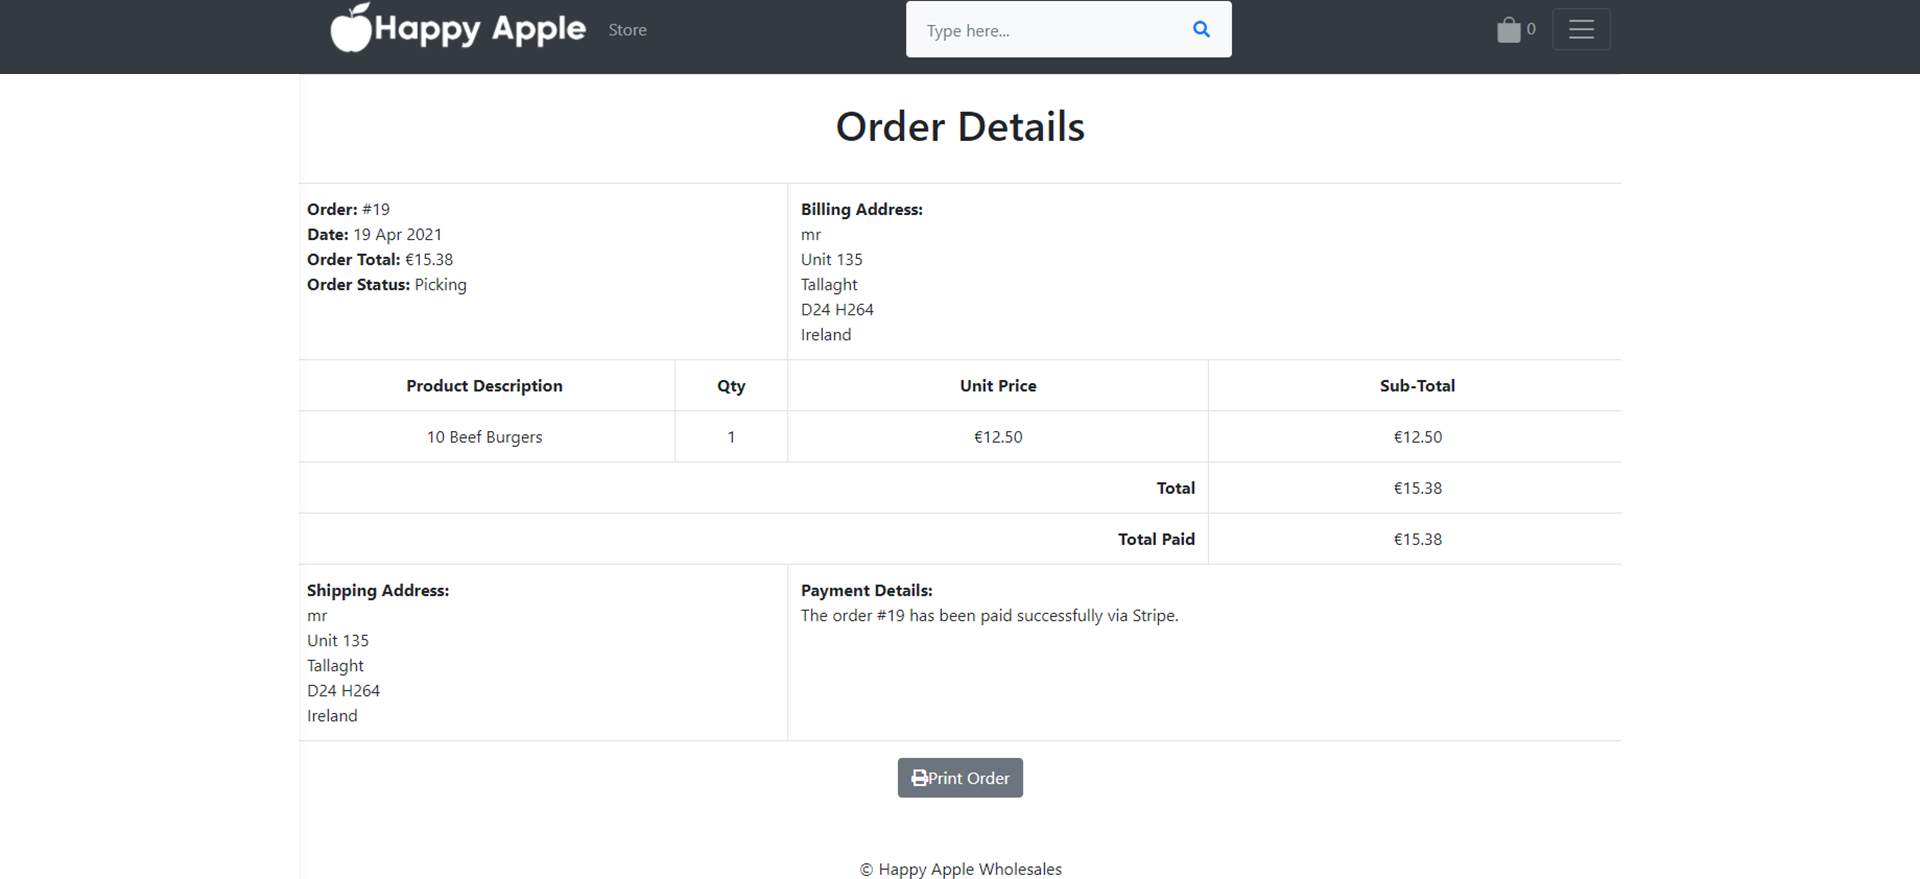 Happy Apple
Store
Type here...
0
Order Details
Order: #19
Date: 19 Apr 2021
Order Total: €15.38
Order Status: Picking
Billing Address:
mr
Unit 135
Tallaght
D24 H264
Ireland
Product Description Qty Unit Price Sub-Total
10 Beef Burgers 1 €12.50 €12.50
Total €15.38
Total Paid €15.38
Shipping Address:
mr
Unit 135
Tallaght
D24 H264
Ireland
Payment Details:
The order #19 has been paid successfully via Stripe.
Print Order
© Happy Apple Wholesales